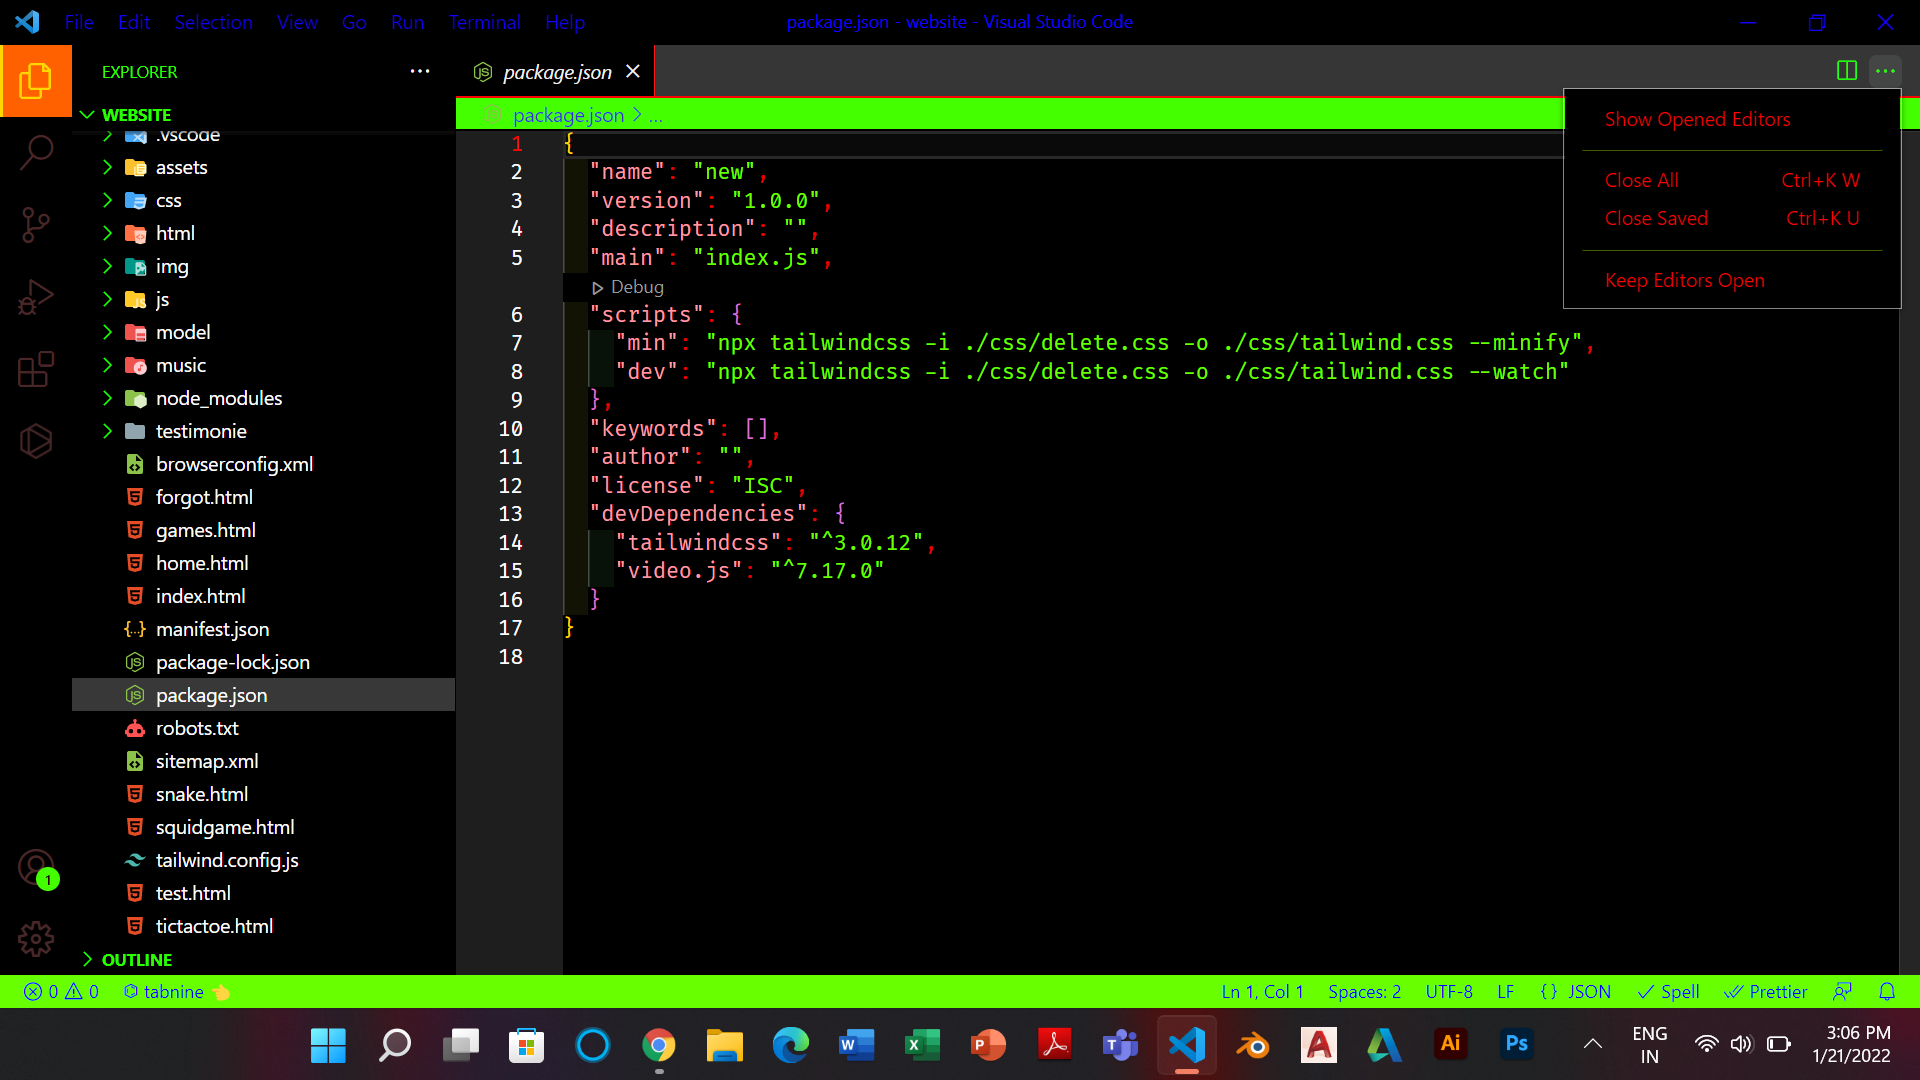 File Edit Selection View Go Run Terminal Help
package.json - website - Visual Studio Code
EXPLORER
WEBSITE
.vscode
assets
css
html
img
js
model
music
node_modules
testimonie
browserconfig.xml
forgot.html
games.html
home.html
index.html
manifest.json
package-lock.json
package.json
robots.txt
sitemap.xml
snake.html
squidgame.html
tailwind.config.js
test.html
tictactoe.html
OUTLINE
package.json
package.json > ...
1 {
2 "name": "new",
3 "version": "1.0.0",
4 "description": "",
5 "main": "index.js",
Debug
6 "scripts": {
7 "min": "npx tailwindcss -i ./css/delete.css -o ./css/tailwind.css --minify",
8 "dev": "npx tailwindcss -i ./css/delete.css -o ./css/tailwind.css --watch"
9 },
10 "keywords": [],
11 "author": "",
12 "license": "ISC",
13 "devDependencies": {
14 "tailwindcss": "^3.0.12",
15 "video.js": "^7.17.0"
16 }
17 }
18
Show Opened Editors
Close All Ctrl+K W
Close Saved Ctrl+K U
Keep Editors Open
1
0 0 tabnine
Ln 1, Col 1 Spaces: 2 UTF-8 LF {} JSON Spell Prettier
ENG
IN
3:06 PM
1/21/2022